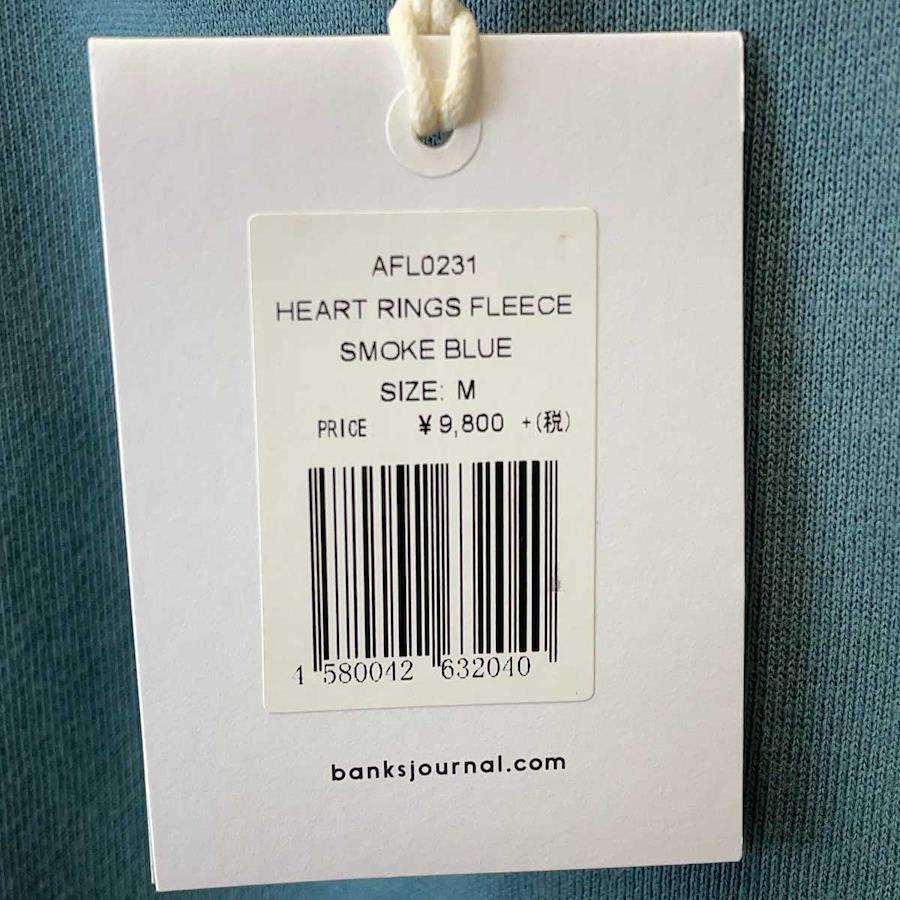 AFL0231
HEART RINGS FLEECE
SMOKE BLUE
SIZE: M
PRICE ¥9,800 +(税)
4 580042 632040
banksjournal.com